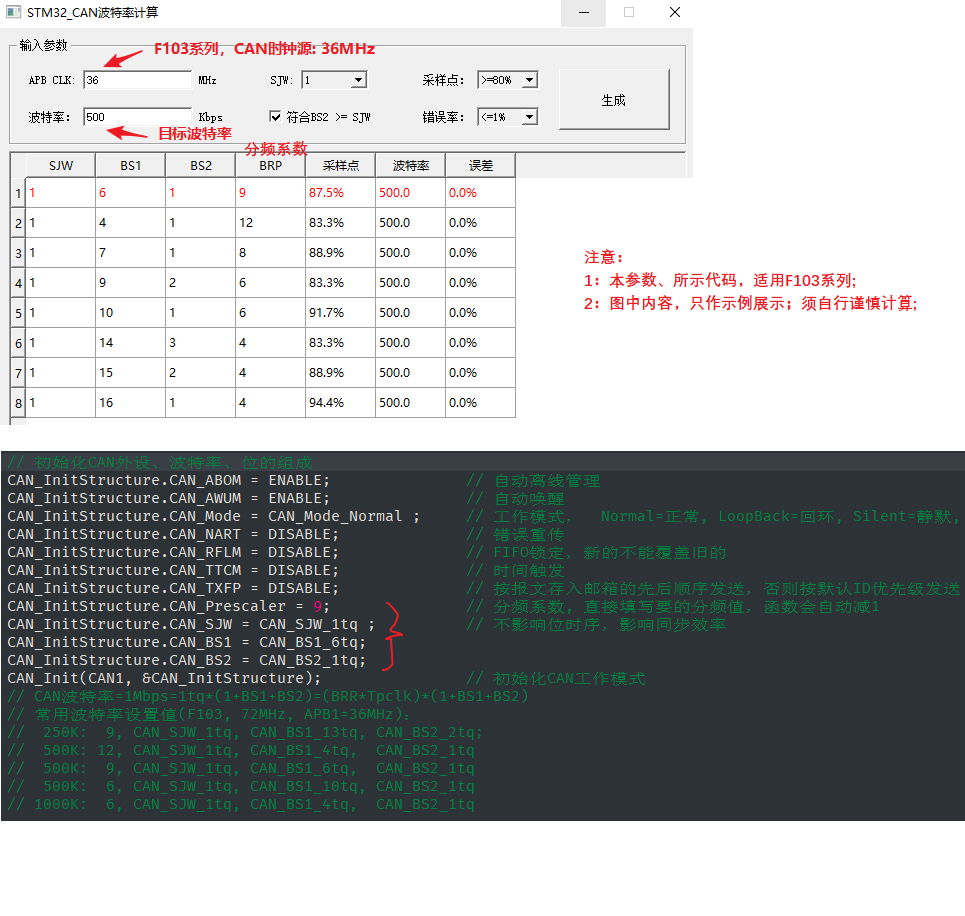 STM32_CAN波特率计算
输入参数
F103系列，CAN时钟源: 36MHz
APB CLK: 36 MHz SJW: 1 采样点: >=80%
生成
波特率: 500 Kbps 符合BS2 >= SJW 错误率: <=1%
目标波特率
分频系数
SJW BS1 BS2 BRP 采样点 波特率 误差
1 1 6 1 9 87.5% 500.0 0.0%
2 1 4 1 12 83.3% 500.0 0.0%
3 1 7 1 8 88.9% 500.0 0.0%
4 1 9 2 6 83.3% 500.0 0.0%
5 1 10 1 6 91.7% 500.0 0.0%
6 1 14 3 4 83.3% 500.0 0.0%
7 1 15 2 4 88.9% 500.0 0.0%
8 1 16 1 4 94.4% 500.0 0.0%
注意：
1：本参数、所示代码，适用F103系列;
2：图中内容，只作示例展示；须自行谨慎计算;
// 初始化CAN外设、波特率、位的组成
CAN_InitStructure.CAN_ABOM = ENABLE; // 自动离线管理
CAN_InitStructure.CAN_AWUM = ENABLE; // 自动唤醒
CAN_InitStructure.CAN_Mode = CAN_Mode_Normal ; // 工作模式， Normal=正常, LoopBack=回环, Silent=静默,
CAN_InitStructure.CAN_NART = DISABLE; // 错误重传
CAN_InitStructure.CAN_RFLM = DISABLE; // FIFO锁定，新的不能覆盖旧的
CAN_InitStructure.CAN_TTCM = DISABLE; // 时间触发
CAN_InitStructure.CAN_TXFP = DISABLE; // 按报文存入邮箱的先后顺序发送，否则按默认ID优先级发送
CAN_InitStructure.CAN_Prescaler = 9; // 分频系数, 直接填写要的分频值，函数会自动减1
CAN_InitStructure.CAN_SJW = CAN_SJW_1tq ; // 不影响位时序，影响同步效率
CAN_InitStructure.CAN_BS1 = CAN_BS1_6tq;
CAN_InitStructure.CAN_BS2 = CAN_BS2_1tq;
CAN_Init(CAN1, &CAN_InitStructure); // 初始化CAN工作模式
// CAN波特率=1Mbps=1tq*(1+BS1+BS2)=(BRR*Tpclk)*(1+BS1+BS2)
// 常用波特率设置值(F103, 72MHz, APB1=36MHz):
// 250K: 9, CAN_SJW_1tq, CAN_BS1_13tq, CAN_BS2_2tq;
// 500K: 12, CAN_SJW_1tq, CAN_BS1_4tq, CAN_BS2_1tq
// 500K: 9, CAN_SJW_1tq, CAN_BS1_6tq, CAN_BS2_1tq
// 500K: 6, CAN_SJW_1tq, CAN_BS1_10tq, CAN_BS2_1tq
// 1000K: 6, CAN_SJW_1tq, CAN_BS1_4tq, CAN_BS2_1tq